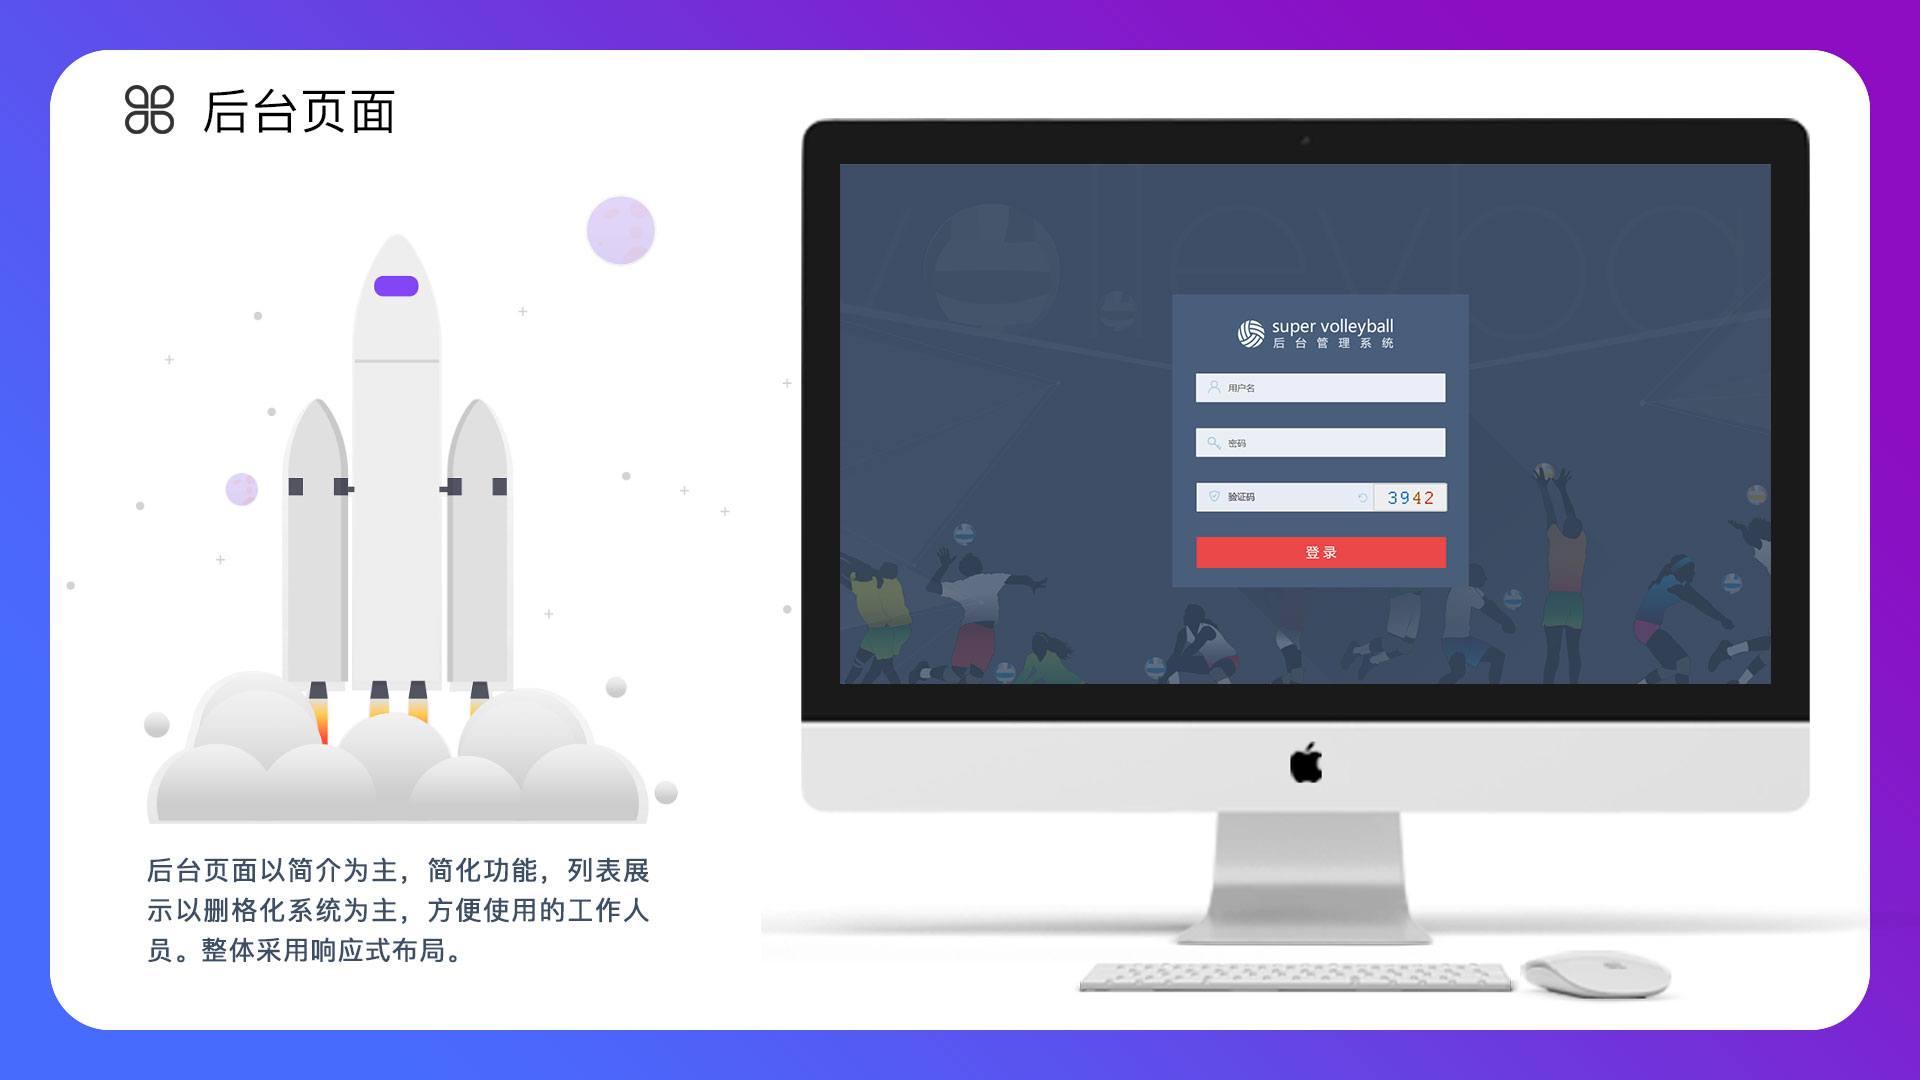 后台页面
super volleyball
后台管理系统
用户名
密码
验证码
3942
登录
后台页面以简介为主，简化功能，列表展
示以删格化系统为主，方便使用的工作人
员。整体采用响应式布局。